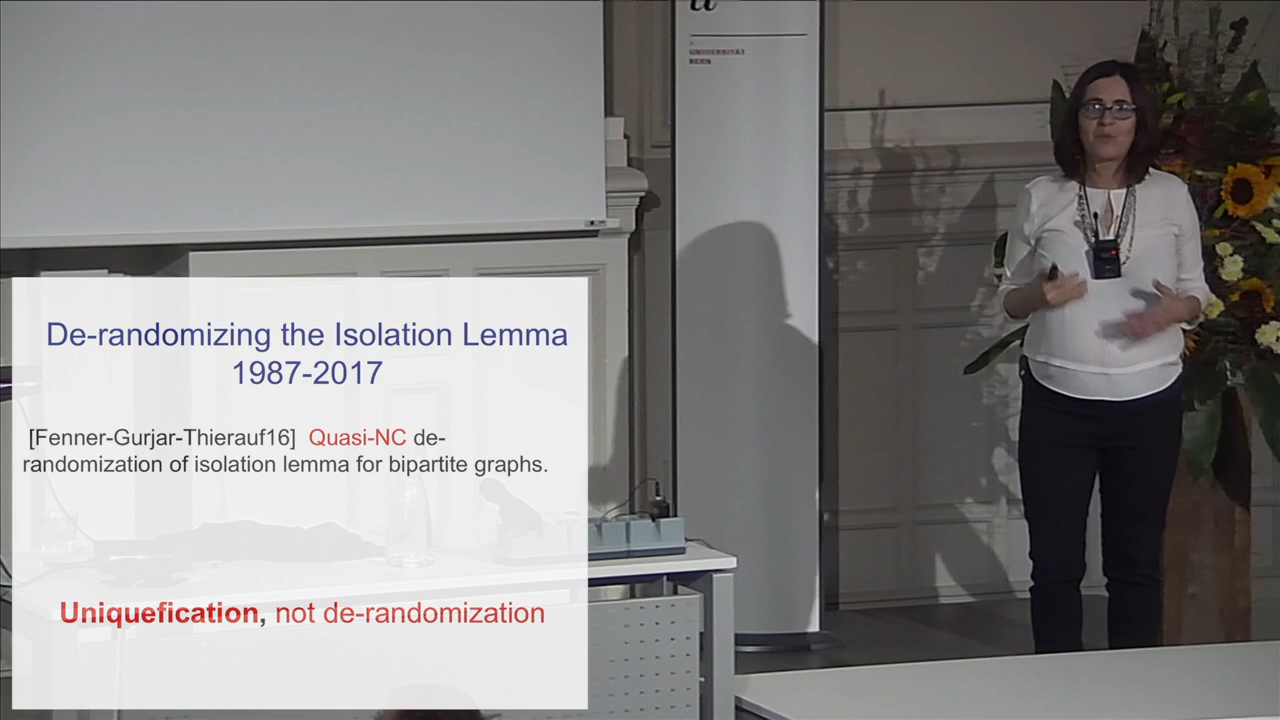 De-randomizing the Isolation Lemma
1987-2017
[Fenner-Gurjar-Thierauf16] Quasi-NC de-
randomization of isolation lemma for bipartite graphs.
Uniquefication, not de-randomization